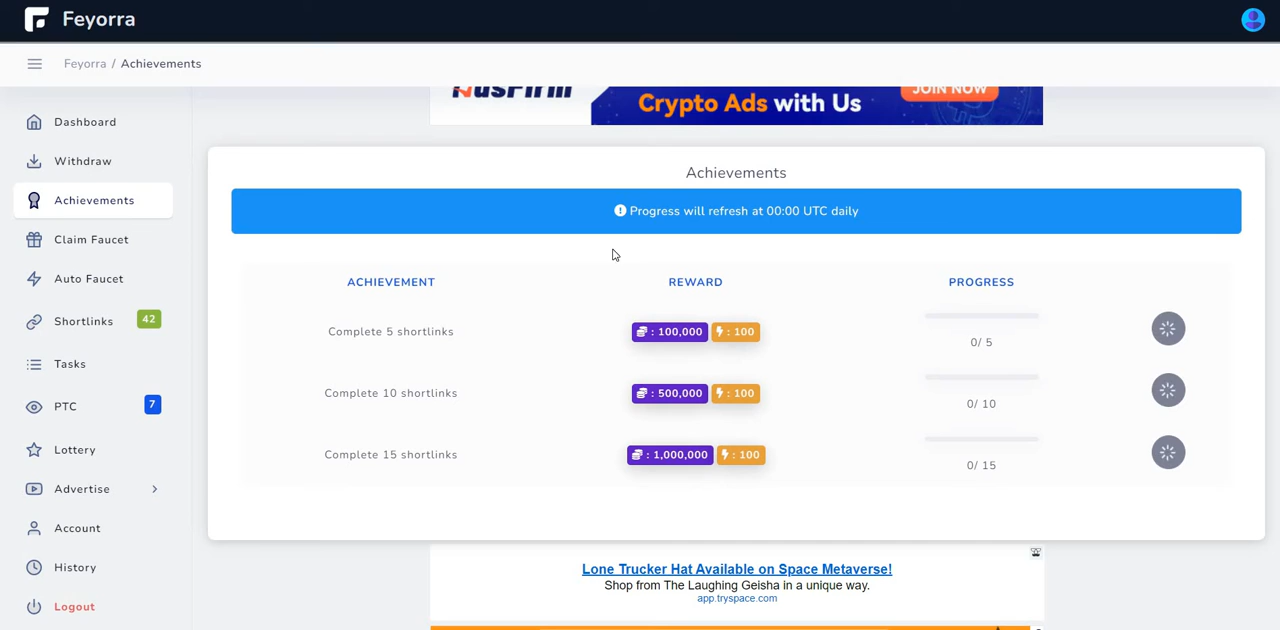 Feyorra
Feyorra / Achievements
NusFirm
JOIN NOW
Crypto Ads with Us
Dashboard
Withdraw
Achievements
Claim Faucet
Auto Faucet
Shortlinks 42
Tasks
PTC 7
Lottery
Advertise
Account
History
Logout
Achievements
Progress will refresh at 00:00 UTC daily
ACHIEVEMENT REWARD PROGRESS
Complete 5 shortlinks : 100,000 : 100 0/ 5
Complete 10 shortlinks : 500,000 : 100 0/ 10
Complete 15 shortlinks : 1,000,000 : 100 0/ 15
Lone Trucker Hat Available on Space Metaverse!
Shop from The Laughing Geisha in a unique way.
app.tryspace.com